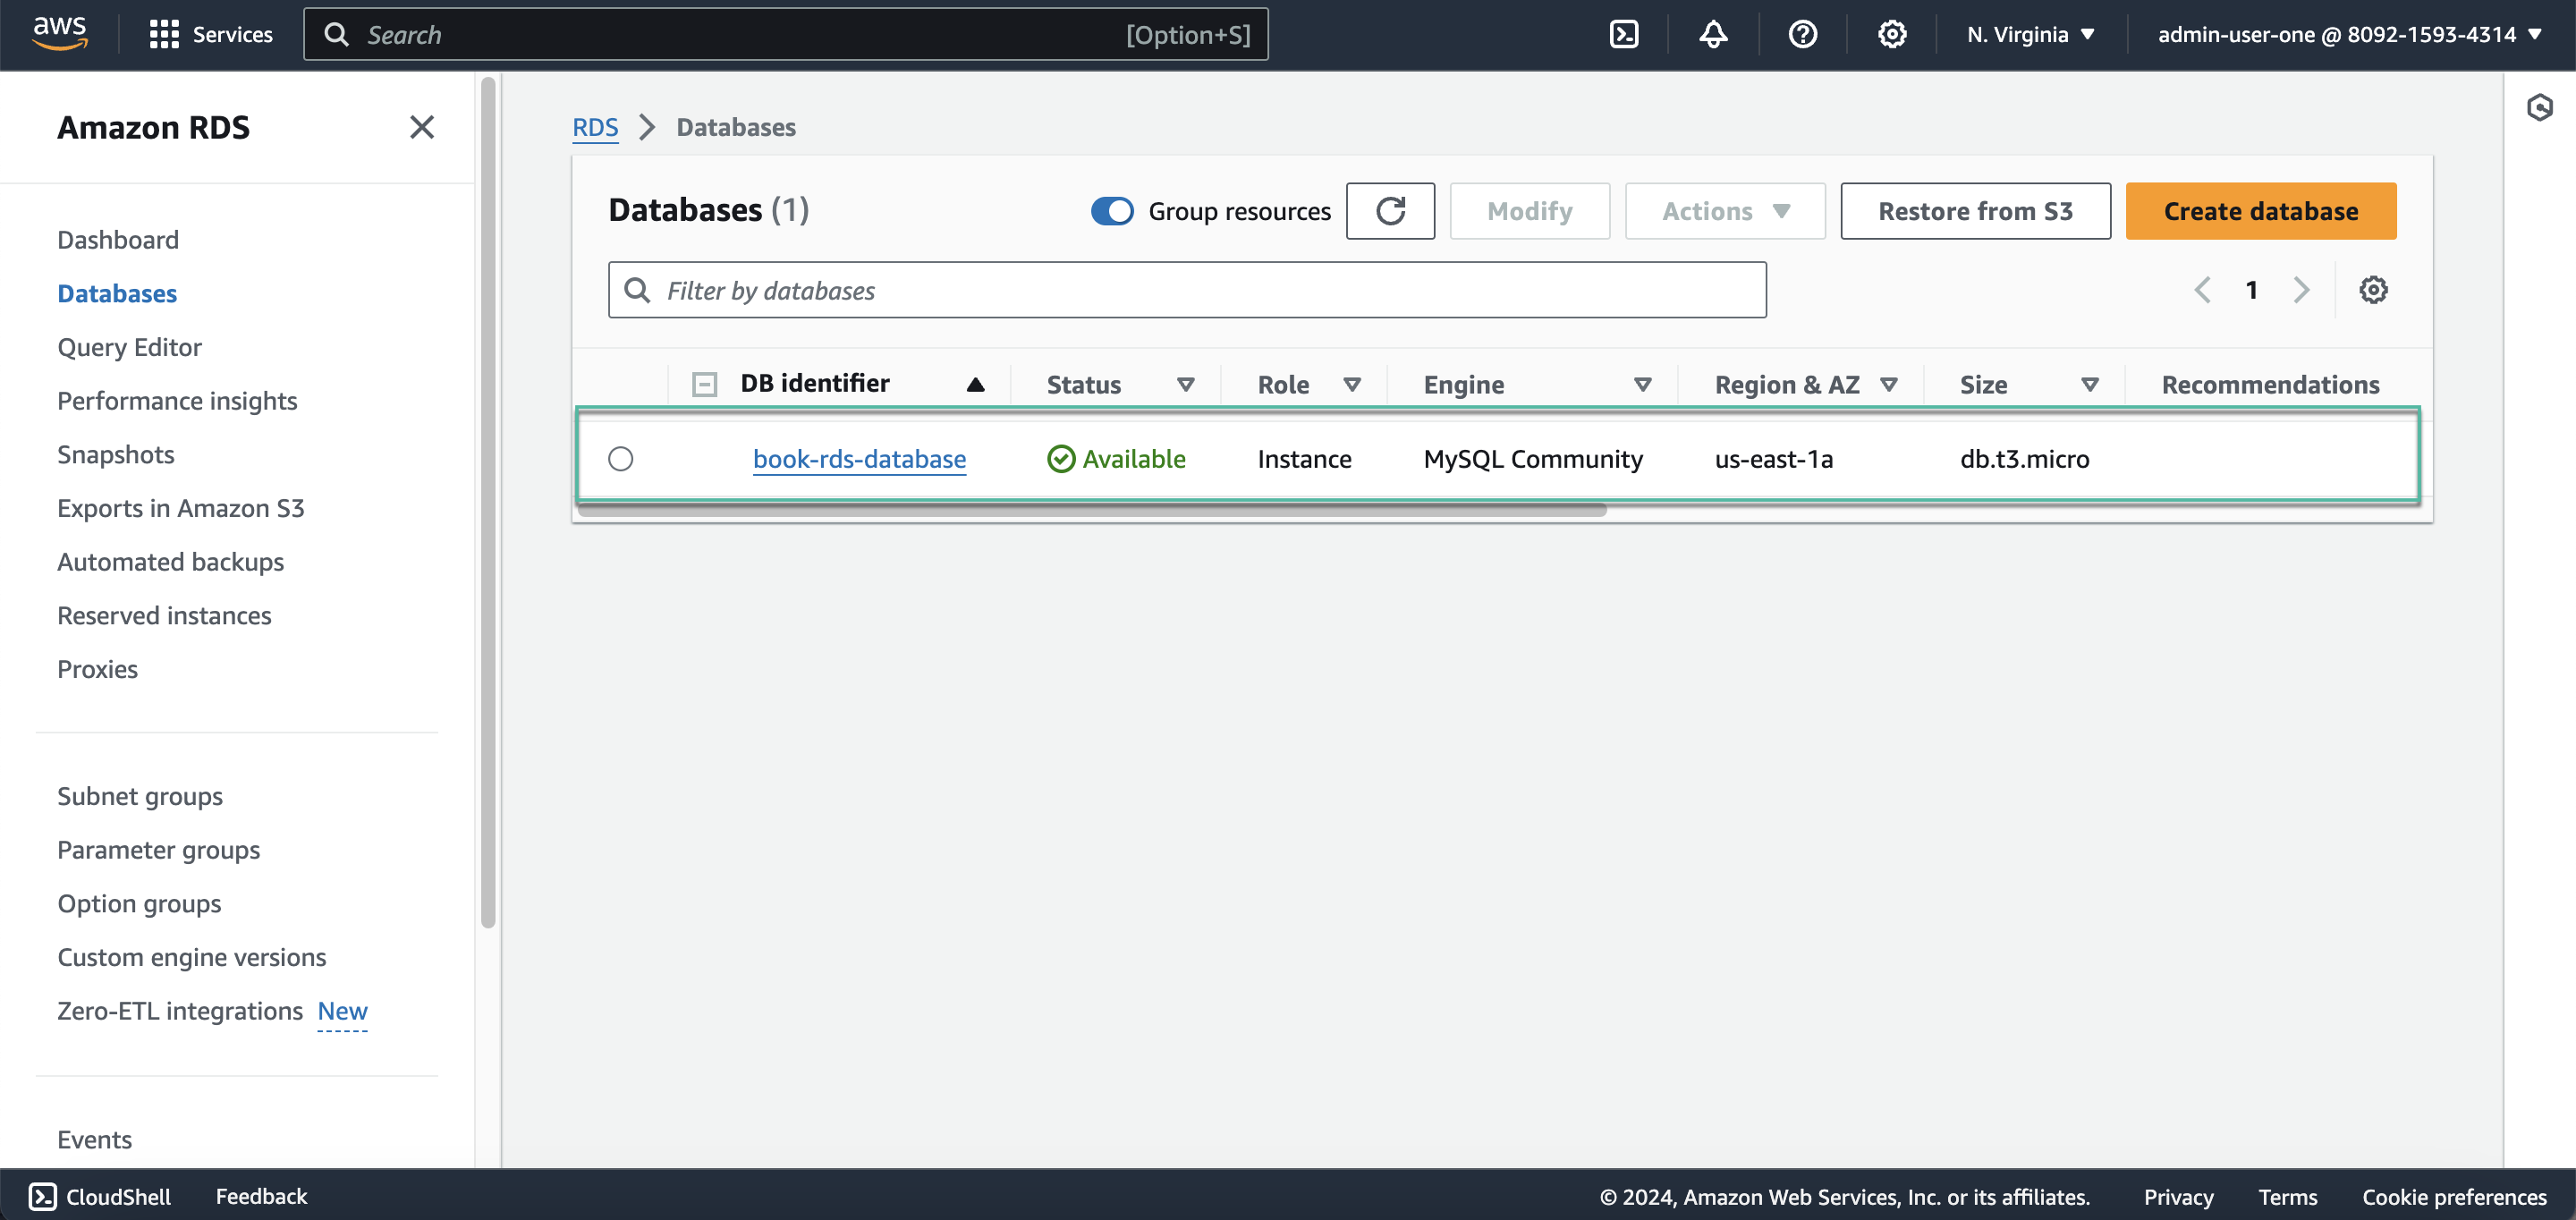 aws Services Search [Option+S] N. Virginia admin-user-one @ 8092-1593-4314
Amazon RDS
Dashboard
Databases
Query Editor
Performance insights
Snapshots
Exports in Amazon S3
Automated backups
Reserved instances
Proxies
Subnet groups
Parameter groups
Option groups
Custom engine versions
Zero-ETL integrations New
Events
RDS Databases
Databases (1) Group resources Modify Actions Restore from S3 Create database
Filter by databases 1
DB identifier Status Role Engine Region & AZ Size Recommendations
book-rds-database Available Instance MySQL Community us-east-1a db.t3.micro
CloudShell Feedback © 2024, Amazon Web Services, Inc. or its affiliates. Privacy Terms Cookie preferences